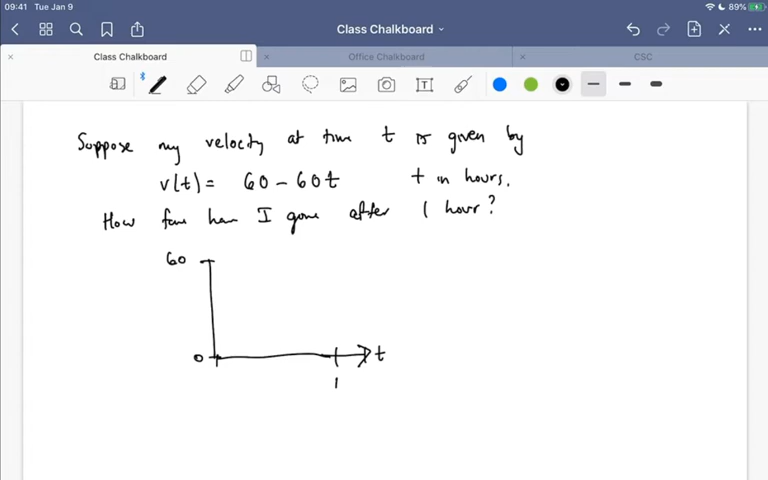 09:41 Tue Jan 9
89%
Class Chalkboard
Class Chalkboard
Office Chalkboard
CSC
Suppose my velocity at time t is given by
v(t) = 60 - 60t t in hours.
How far have I gone after 1 hour?
60
0
t
1